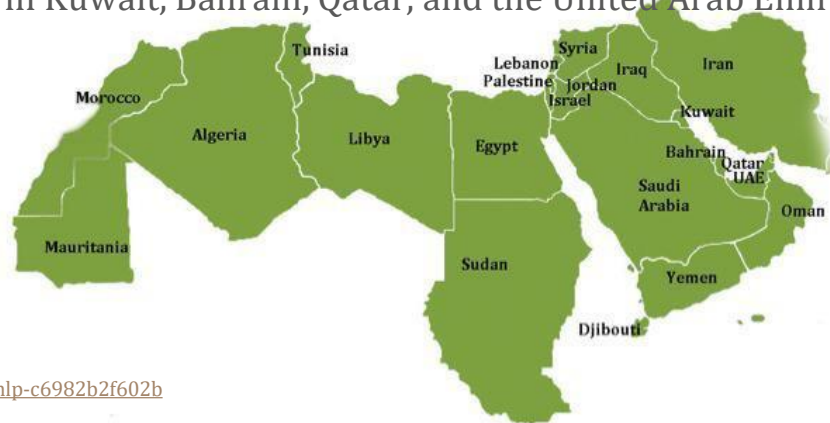 in Kuwait, Bahrain, Qatar, and the United Arab
Tunisia
Syria
Lebanon
Iraq
Iran
Palestine
Jordan
Morocco
Israel
Kuwait
Algeria
Libya
Egypt
Bahrain
Qatar
UAE
Saudi
Arabia
Oman
Mauritania
Sudan
Yemen
Djibouti
nlp-c6982b2f602b